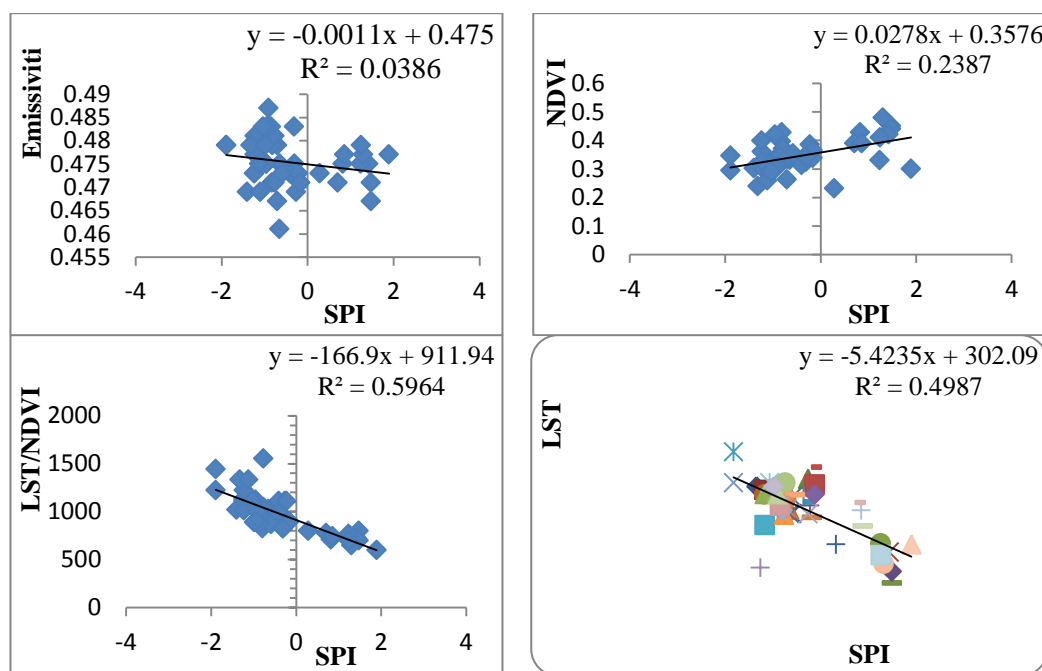 y = -0.0011x + 0.475
R² = 0.0386
Emissiviti
0.49
0.485
0.48
0.475
0.47
0.465
0.46
0.455
-4 -2 0 2 4
SPI
y = 0.0278x + 0.3576
R² = 0.2387
NDVI
0.6
0.5
0.4
0.3
0.2
0.1
0
-4 -2 0 2 4
SPI
y = -166.9x + 911.94
R² = 0.5964
LST/NDVI
2000
1500
1000
500
0
-4 -2 0 2 4
SPI
y = -5.4235x + 302.09
R² = 0.4987
LST
SPI